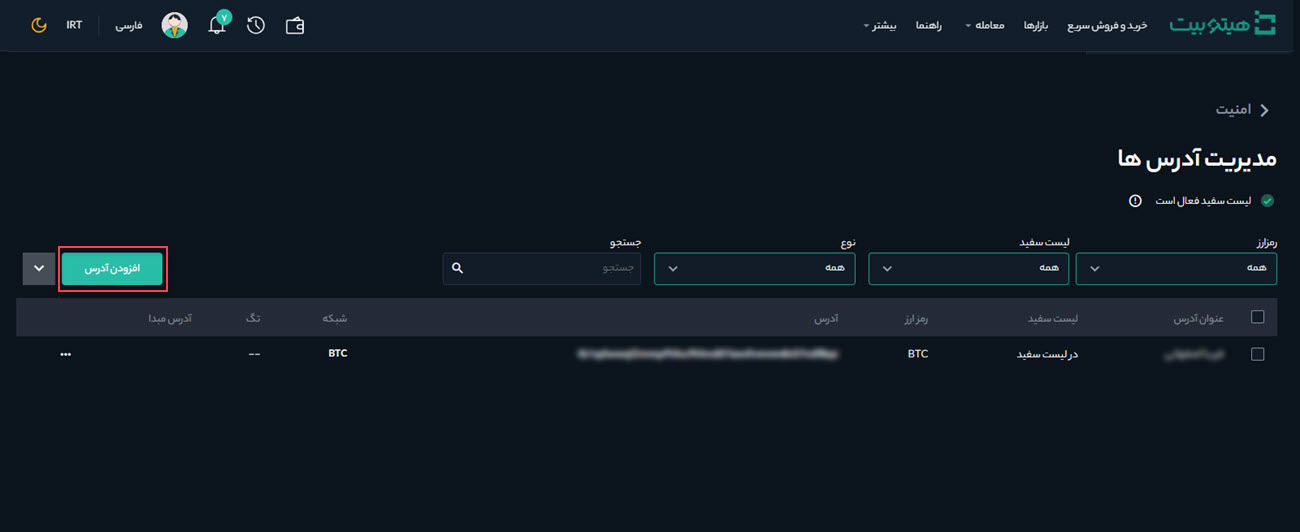 هیتوبیت خرید و فروش سریع بازارها معامله راهنما بیشتر ۷ فارسی IRT
امنیت
مدیریت آدرس ها
لیست سفید فعال است
رمزارز لیست سفید نوع جستجو
همه همه همه جستجو افزودن آدرس
عنوان آدرس لیست سفید رمز ارز آدرس شبکه تگ آدرس مبدا
در لیست سفید BTC BTC -- •••